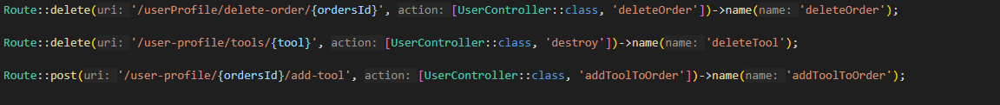 Route::delete(uri: '/userProfile/delete-order/{ordersId}', action: [UserController::class, 'deleteOrder'])->name(name: 'deleteOrder');
Route::delete(uri: '/user-profile/tools/{tool}', action: [UserController::class, 'destroy'])->name(name: 'deleteTool');
Route::post(uri: '/user-profile/{ordersId}/add-tool', action: [UserController::class, 'addToolToOrder'])->name(name: 'addToolToOrder');